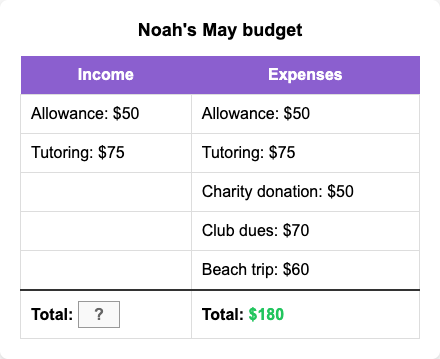 Noah's May budget
Income Expenses
Allowance: $50 Allowance: $50
Tutoring: $75 Tutoring: $75
Charity donation: $50
Club dues: $70
Beach trip: $60
Total: ? Total: $180